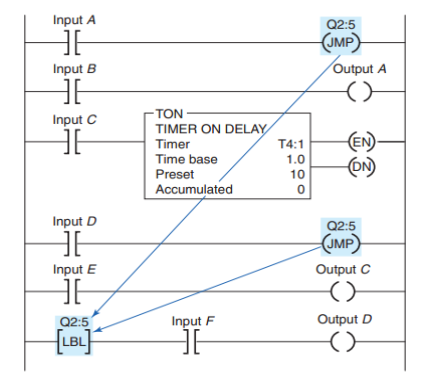 Input A
Q2:5
JMP
Input B
Output A
Input C
TON
TIMER ON DELAY
Timer T4:1
Time base 1.0
Preset 10
Accumulated 0
EN
DN
Input D
Q2:5
JMP
Input E
Output C
Q2:5
LBL
Input F
Output D